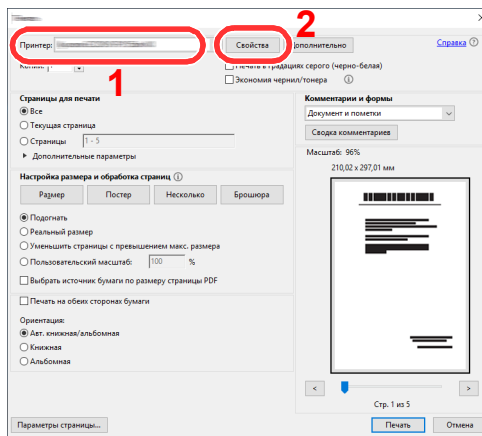 2
Принтер:
Свойства
Дополнительно
Справка
1
Печать в градациях серого (черно-белая)
Экономия чернил/тонера
Страницы для печати
Все
Текущая страница
Страницы
1 - 5
Дополнительные параметры
Комментарии и формы
Документ и пометки
Сводка комментариев
Масштаб: 96%
210,02 x 297,01 мм
Настройка размера и обработка страниц
Размер
Постер
Несколько
Брошюра
Подогнать
Реальный размер
Уменьшить страницы с превышением макс. размера
Пользовательский масштаб:
100
%
Выбрать источник бумаги по размеру страницы PDF
Печать на обеих сторонах бумаги
Ориентация:
Авт. книжная/альбомная
Книжная
Альбомная
<
>
Стр. 1 из 5
Параметры страницы...
Печать
Отмена